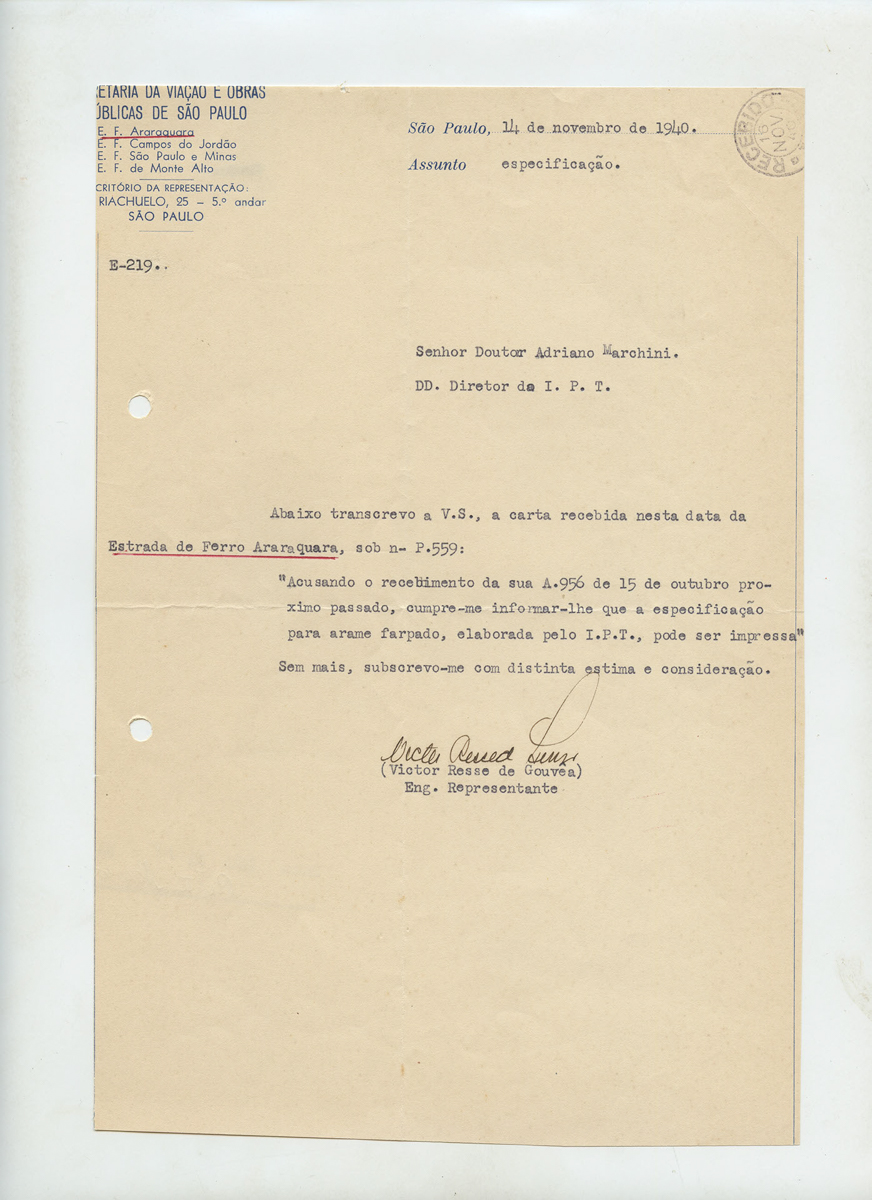 ETARIA DA VIAÇÃO E OBRAS
ÚBLICAS DE SÃO PAULO
E. F. Araraquara
E. F. Campos do Jordão
E. F. São Paulo e Minas
E. F. de Monte Alto
CRITÓRIO DA REPRESENTAÇÃO:
RIACHUELO, 25 - 5.º andar
SÃO PAULO
São Paulo, 14 de novembro de 1940.
Assunto especificação.
RECEBIDO
16
NOV
E-219..
Senhor Doutor Adriano Marchini.
DD. Diretor do I. P. T.
Abaixo transcrevo a V.S., a carta recebida nesta data da
Estrada de Ferro Araraquara, sob n- P.559:
"Acusando o recebimento da sua A.956 de 15 de outubro pro-
ximo passado, cumpre-me informar-lhe que a especificação
para arame farpado, elaborada pelo I.P.T., pode ser impressa"
Sem mais, subscrevo-me com distinta estima e consideração.
(Victor Resse de Gouvêa)
Eng. Representante